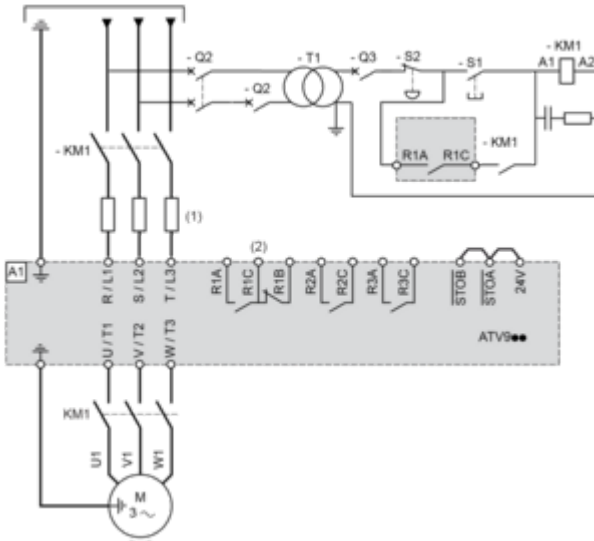 - Q2
- T1
- Q3
- S2
- S1
- KM1
A1
A2
- Q2
- KM1
R1A
R1C
- KM1
(1)
(2)
A1
R / L1
S / L2
T / L3
R1A
R1C
R1B
R2A
R2C
R3A
R3C
STOB
STOA
24V
U / T1
V / T2
W / T3
ATV9●●
KM1
U1
V1
W1
M
3 ~